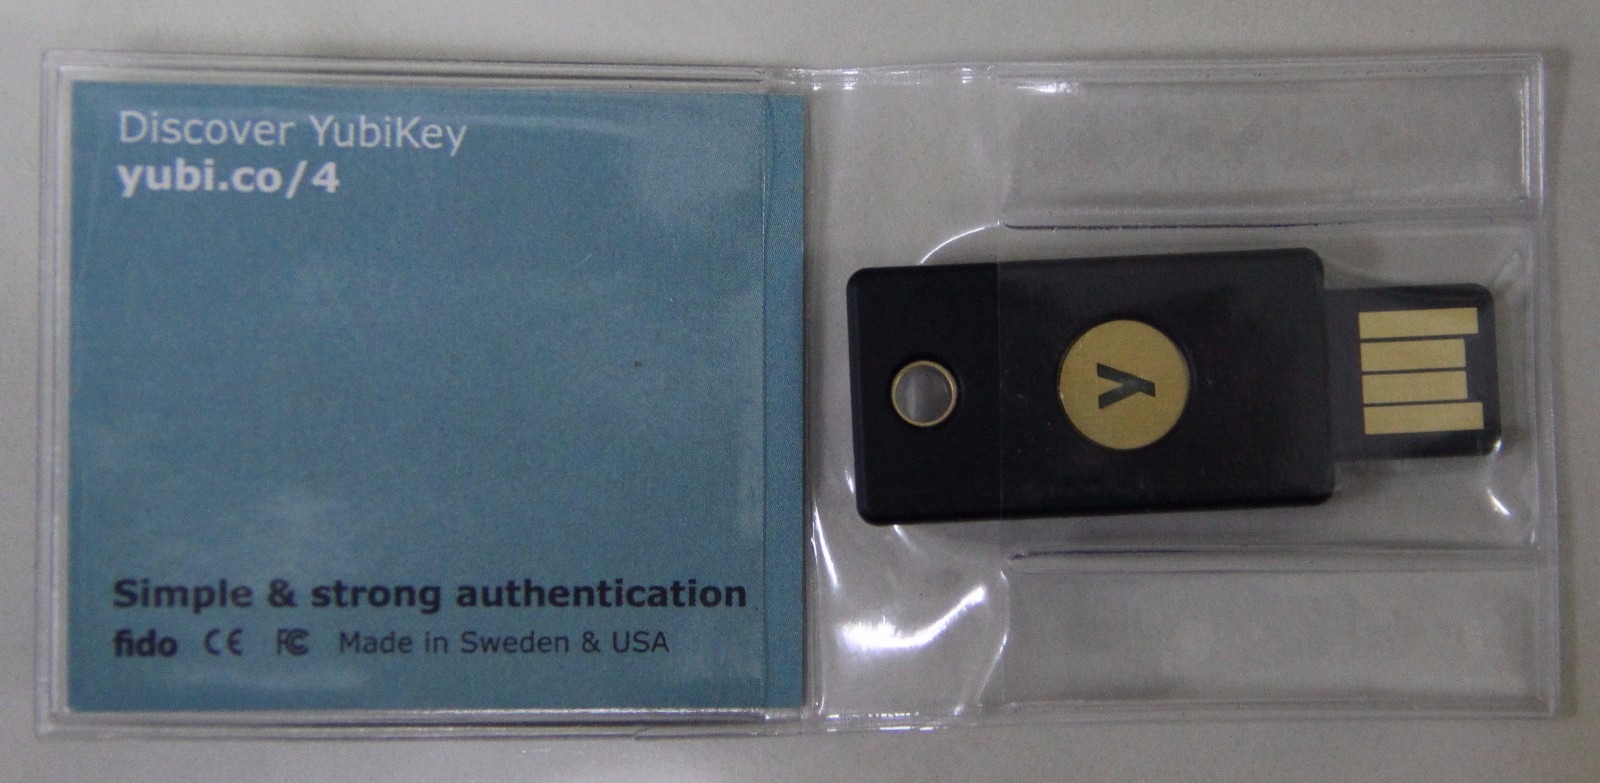 Discover YubiKey
yubi.co/4
Simple & strong authentication
fido CE FC Made in Sweden & USA
y